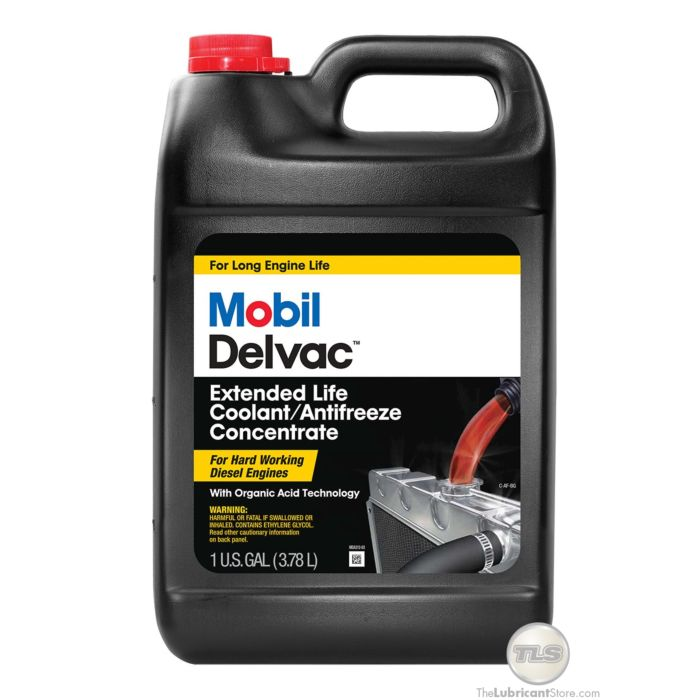 For Long Engine Life
Mobil
Delvac™
Extended Life
Coolant/Antifreeze
Concentrate
For Hard Working
Diesel Engines
With Organic Acid Technology
C-AF-BG
WARNING:
HARMFUL OR FATAL IF SWALLOWED OR
INHALED. CONTAINS ETHYLENE GLYCOL.
Read other cautionary information
on back panel.
1 U.S. GAL (3.78 L)
TLS
TheLubricantStore.com